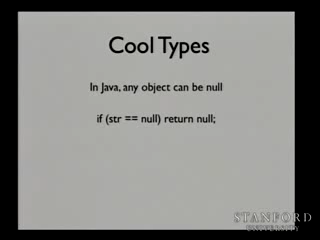 Cool Types
In Java, any object can be null
if (str == null) return null;
STANFORD
UNIVERSITY